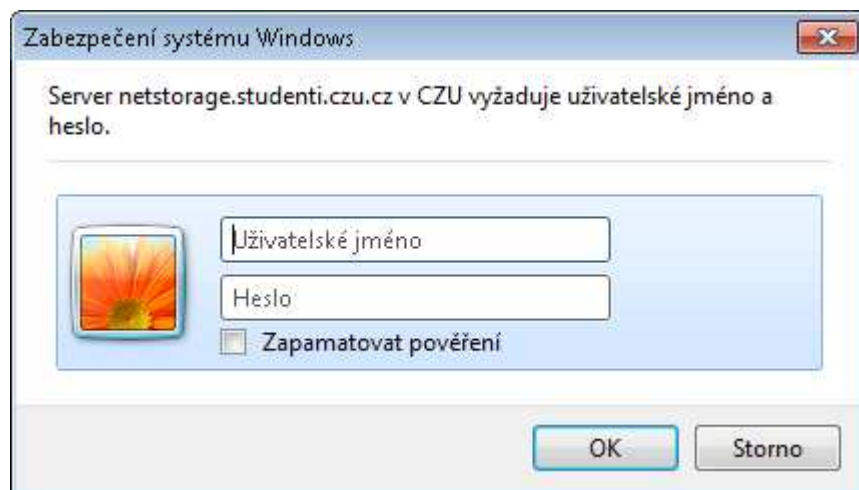 Zabezpečení systému Windows
Server netstorage.studenti.czu.cz v CZU vyžaduje uživatelské jméno a
heslo.
Uživatelské jméno
Heslo
Zapamatovat pověření
OK
Storno